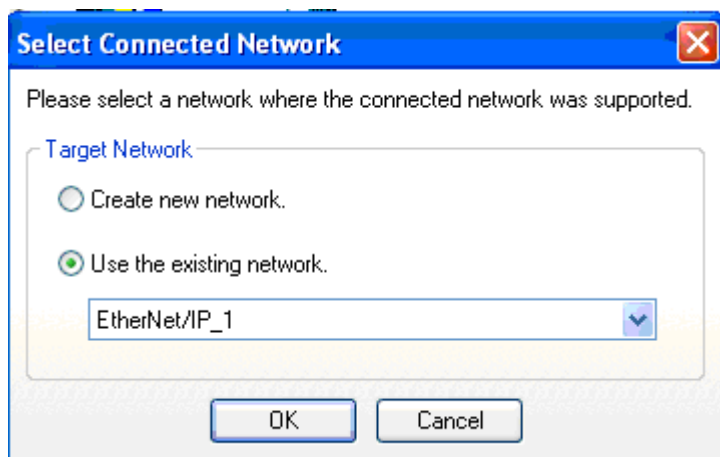 Select Connected Network
Please select a network where the connected network was supported.
Target Network
Create new network.
Use the existing network.
EtherNet/IP_1
OK
Cancel